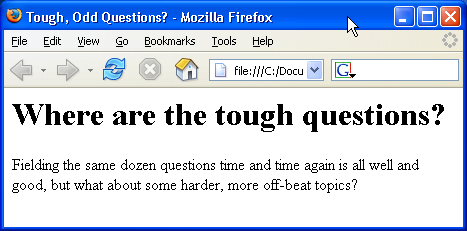 Tough, Odd Questions? - Mozilla Firefox
File Edit View Go Bookmarks Tools Help
file:///C:/Docu G
Where are the tough questions?
Fielding the same dozen questions time and time again is all well and
good, but what about some harder, more off-beat topics?